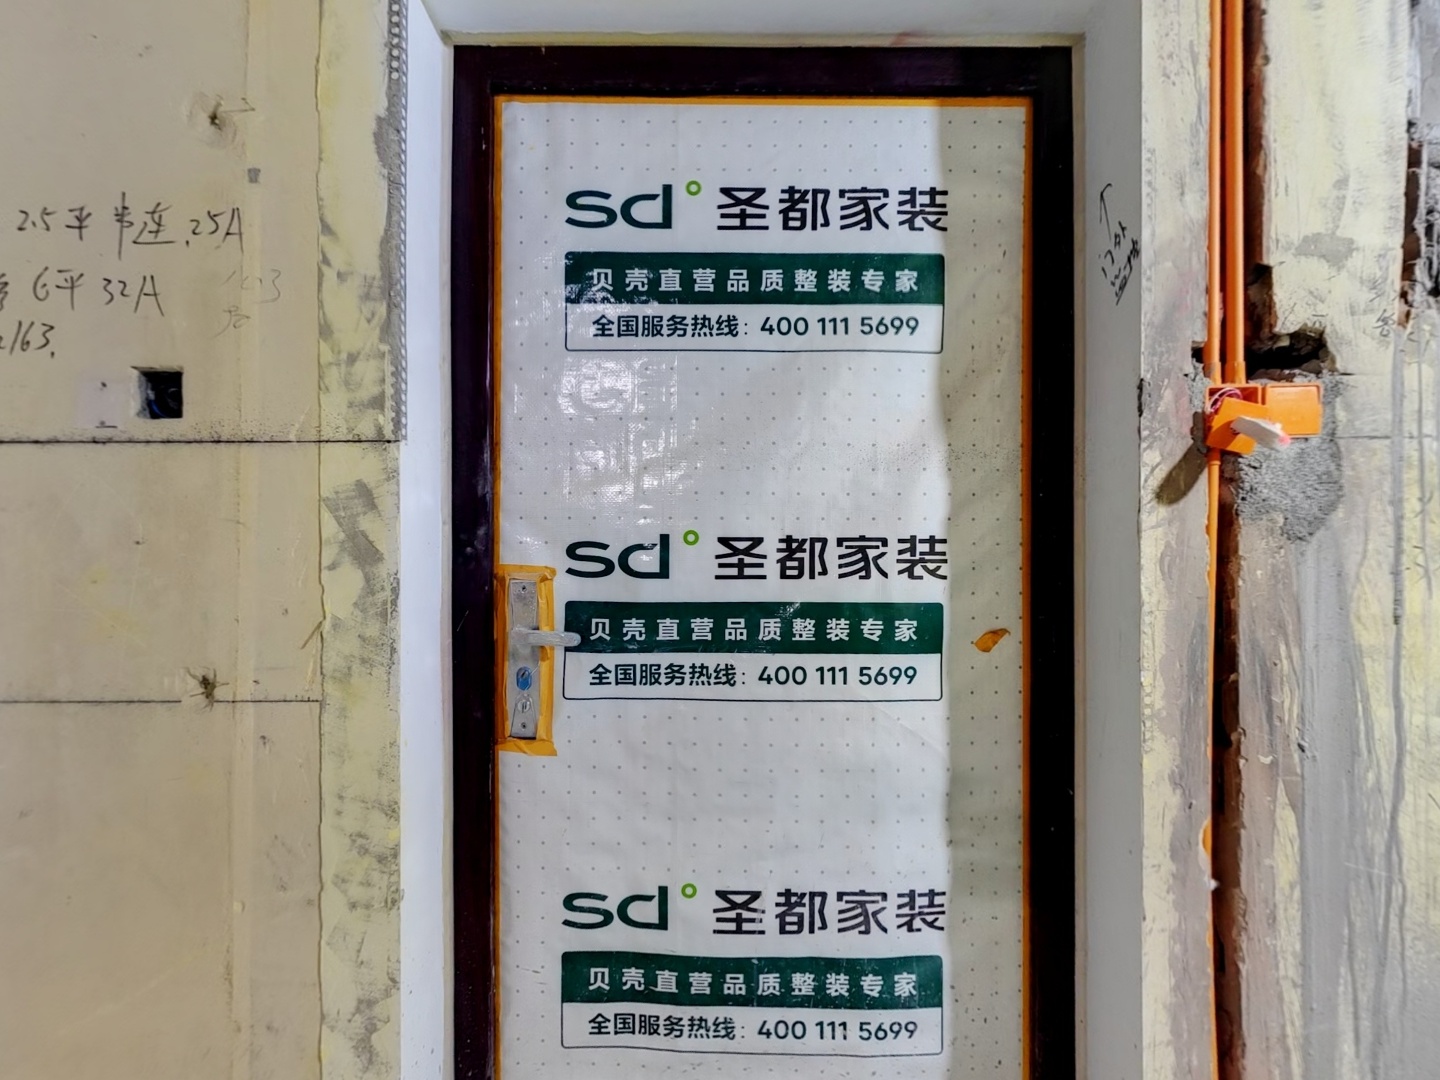 2.5平 串连.25A
6平 32A
163.
sd° 圣都家装
贝壳直营品质整装专家
全国服务热线：400 111 5699
sd° 圣都家装
贝壳直营品质整装专家
全国服务热线：400 111 5699
sd° 圣都家装
贝壳直营品质整装专家
全国服务热线：400 111 5699